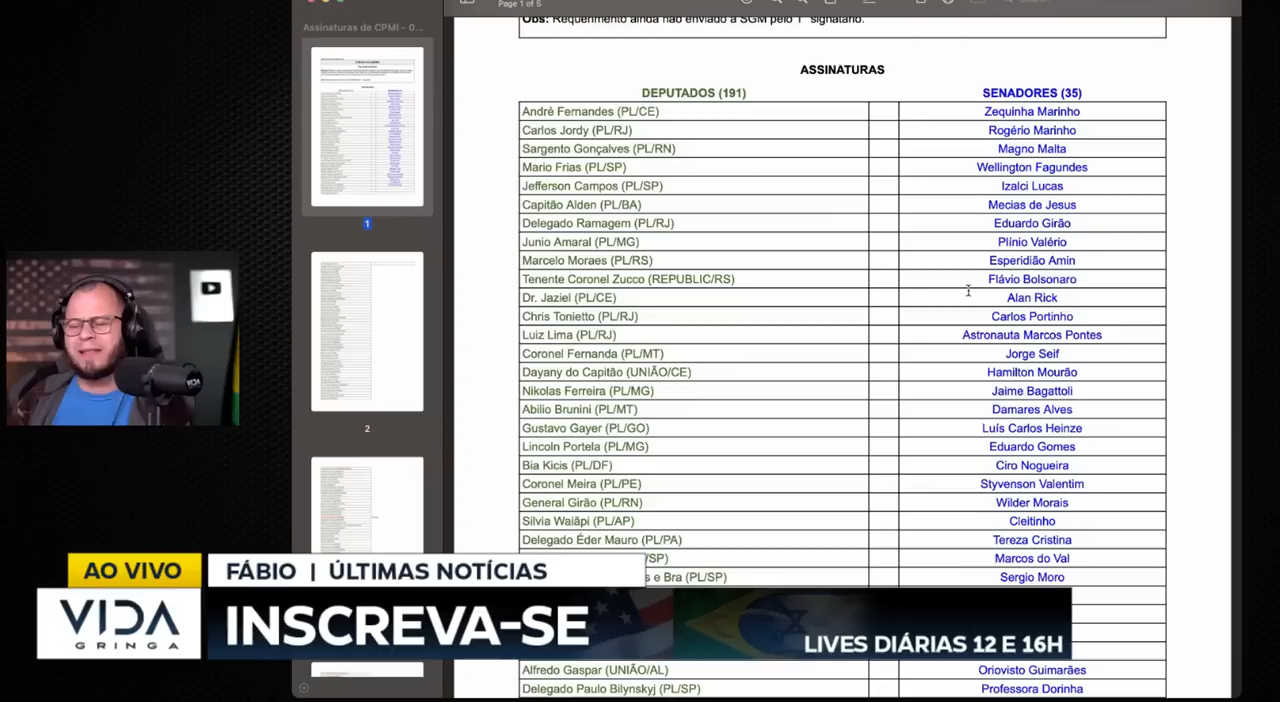 Page 1 of 5
Obs: Requerimento ainda não enviado à SGM pelo 1° signatário.
Assinaturas de CPMI - 0...
ASSINATURAS
DEPUTADOS (191) SENADORES (35)
André Fernandes (PL/CE) Zequinha Marinho
Carlos Jordy (PL/RJ) Rogério Marinho
Sargento Gonçalves (PL/RN) Magno Malta
Mario Frias (PL/SP) Wellington Fagundes
Jefferson Campos (PL/SP) Izalci Lucas
Capitão Alden (PL/BA) Mecias de Jesus
Delegado Ramagem (PL/RJ) Eduardo Girão
Junio Amaral (PL/MG) Plínio Valério
Marcelo Moraes (PL/RS) Esperidião Amin
Tenente Coronel Zucco (REPUBLIC/RS) Flávio Bolsonaro
Dr. Jaziel (PL/CE) Alan Rick
Chris Tonietto (PL/RJ) Carlos Portinho
Luiz Lima (PL/RJ) Astronauta Marcos Pontes
Coronel Fernanda (PL/MT) Jorge Seif
Dayany do Capitão (UNIÃO/CE) Hamilton Mourão
Nikolas Ferreira (PL/MG) Jaime Bagattoli
Abilio Brunini (PL/MT) Damares Alves
Gustavo Gayer (PL/GO) Luís Carlos Heinze
Lincoln Portela (PL/MG) Eduardo Gomes
Bia Kicis (PL/DF) Ciro Nogueira
Coronel Meira (PL/PE) Styvenson Valentim
General Girão (PL/RN) Wilder Morais
Silvia Waiãpi (PL/AP) Cleitinho
Delegado Éder Mauro (PL/PA) Tereza Cristina
/SP) Marcos do Val
s e Bra (PL/SP) Sergio Moro
Alfredo Gaspar (UNIÃO/AL) Oriovisto Guimarães
Delegado Paulo Bilynskyj (PL/SP) Professora Dorinha
1
2
AO VIVO
FÁBIO | ÚLTIMAS NOTÍCIAS
VIDA
GRINGA
INSCREVA-SE
LIVES DIÁRIAS 12 E 16H